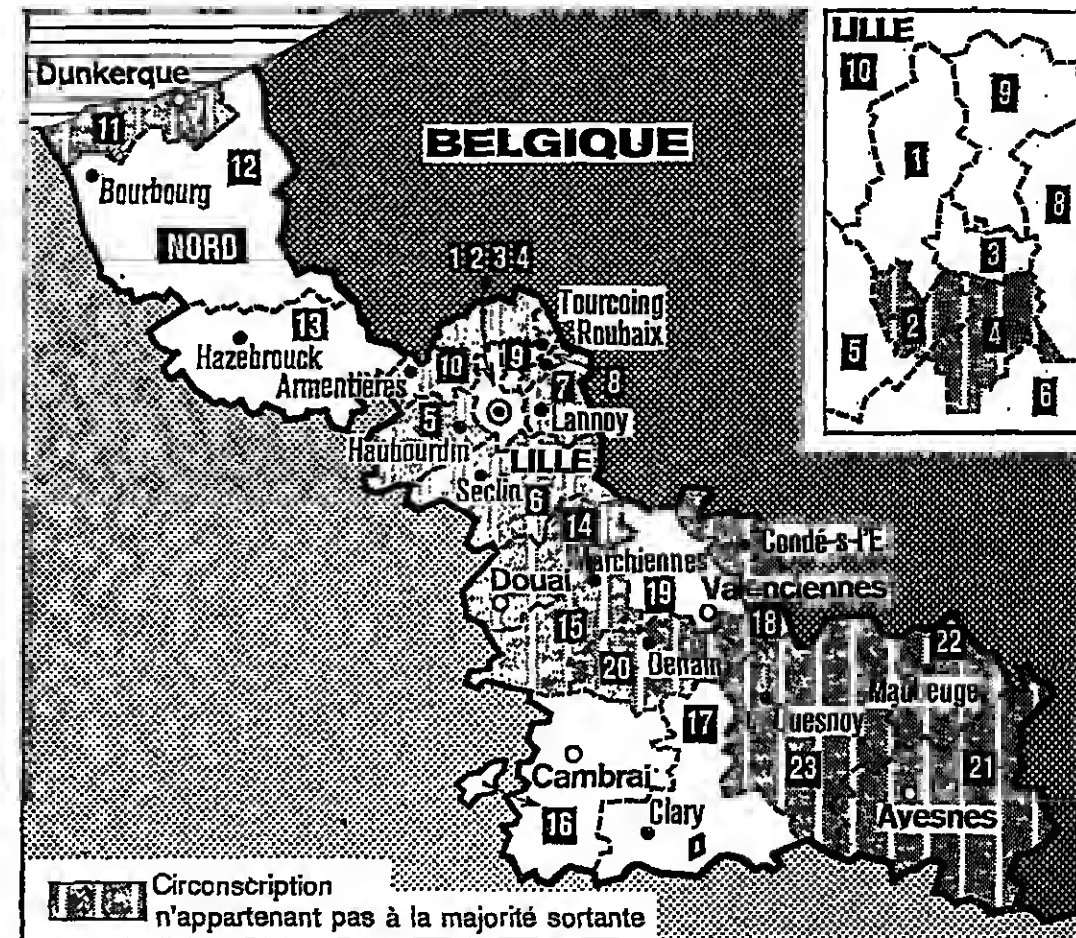 Dunkerque
11
Bourbourg
12
NORD
BELGIQUE
13
Hazebrouck
Armentières
1·2·3·4
Tourcoing
Roubaix
10
9
7
8
5
Lannoy
Haubourdin
LILLE
Seclin
6
14
Marchiennes
Condé-s-l'E
Douai
19
Valenciennes
15
18
22
20
Denain
Maubeuge
17
Quesnoy
23
21
Cambrai
Avesnes
16
Clary
LILLE
10
9
1
8
3
2
4
5
6
Circonscription
n'appartenant pas à la majorité sortante